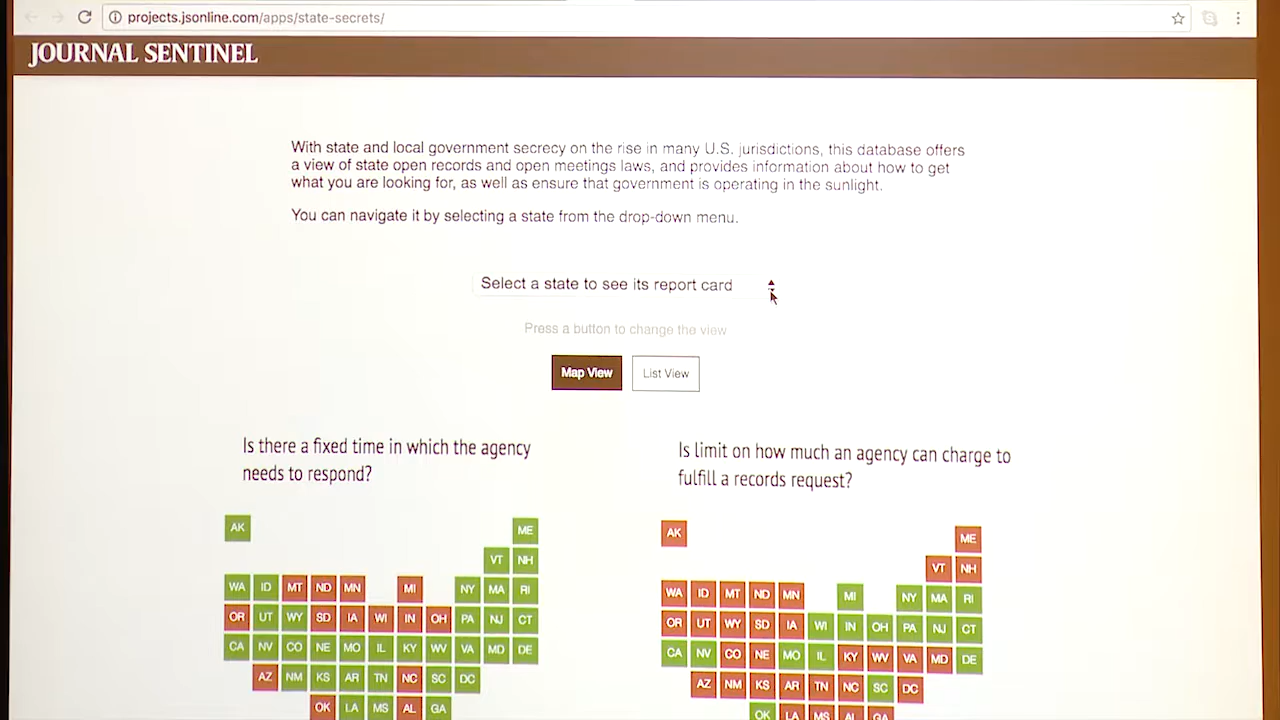 projects.jsonline.com/apps/state-secrets/
JOURNAL SENTINEL
With state and local government secrecy on the rise in many U.S. jurisdictions, this database offers
a view of state open records and open meetings laws, and provides information about how to get
what you are looking for, as well as ensure that government is operating in the sunlight.
You can navigate it by selecting a state from the drop-down menu.
Select a state to see its report card
Press a button to change the view
Map View List View
Is there a fixed time in which the agency
needs to respond?
AK ME
VT NH
WA ID MT ND MN MI NY MA RI
OR UT WY SD IA WI IN OH PA NJ CT
CA NV CO NE MO IL KY WV VA MD DE
AZ NM KS AR TN NC SC DC
OK LA MS AL GA
Is limit on how much an agency can charge to
fulfill a records request?
AK ME
VT NH
WA ID MT ND MN MI NY MA RI
OR UT WY SD IA WI IN OH PA NJ CT
CA NV CO NE MO IL KY WV VA MD DE
AZ NM KS AR TN NC SC DC
OK LA MS AL GA